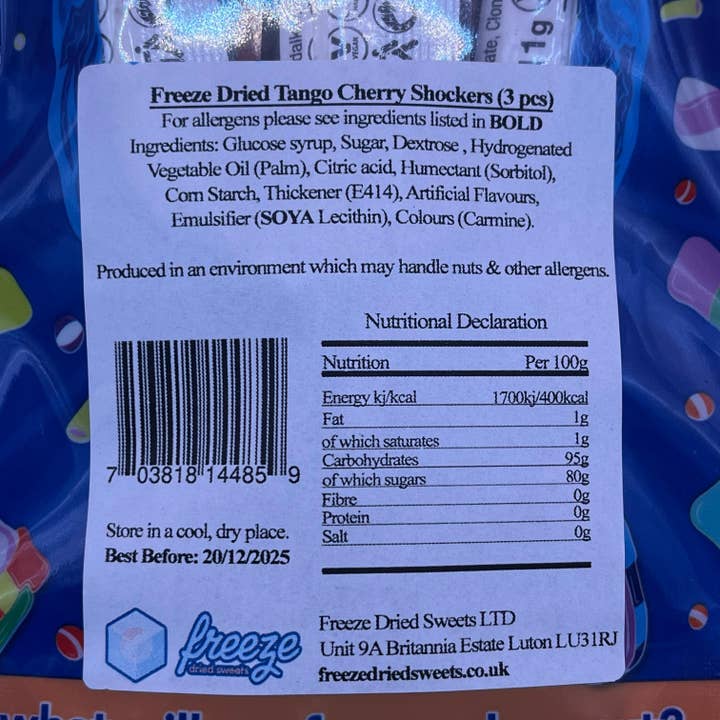 VEGAN
ate, Clon
11g
Freeze Dried Tango Cherry Shockers (3 pcs)
For allergens please see ingredients listed in BOLD
Ingredients: Glucose syrup, Sugar, Dextrose , Hydrogenated
Vegetable Oil (Palm), Citric acid, Humectant (Sorbitol),
Corn Starch, Thickener (E414), Artificial Flavours,
Emulsifier (SOYA Lecithin), Colours (Carmine).
Produced in an environment which may handle nuts & other allergens.
Nutritional Declaration
Nutrition Per 100g
Energy kj/kcal 1700kj/400kcal
Fat 1g
of which saturates 1g
Carbohydrates 95g
of which sugars 80g
Fibre 0g
Protein 0g
Salt 0g
7 03818 14485 9
Store in a cool, dry place.
Best Before: 20/12/2025
freeze
dried sweets
Freeze Dried Sweets LTD
Unit 9A Britannia Estate Luton LU31RJ
freezedriedsweets.co.uk